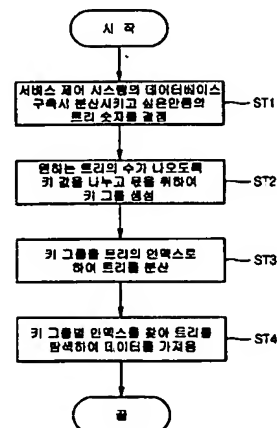 시 작
서비스 제어 시스템의 데이터베이스
구축시 분산시키고 싶은만큼의
트리 숫자를 결정
ST1
원하는 트리의 수가 나오도록
키 값을 나누고 몫을 취하여
키 그룹 생성
ST2
키 그룹을 트리의 인덱스로
하여 트리를 분산
ST3
키 그룹별 인덱스를 찾아 트리를
탐색하여 데이터를 가져옴
ST4
끝